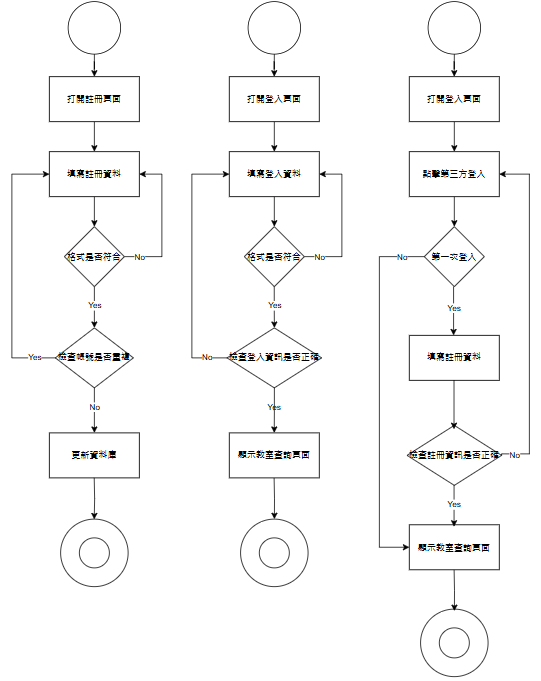 打開註冊頁面
填寫註冊資料
格式是否符合
No
Yes
檢查帳號是否重複
Yes
No
更新資料庫
打開登入頁面
填寫登入資料
格式是否符合
No
Yes
檢查登入資訊是否正確
No
Yes
顯示教室查詢頁面
打開登入頁面
點擊第三方登入
第一次登入
No
Yes
填寫註冊資料
檢查註冊資訊是否正確
No
Yes
顯示教室查詢頁面